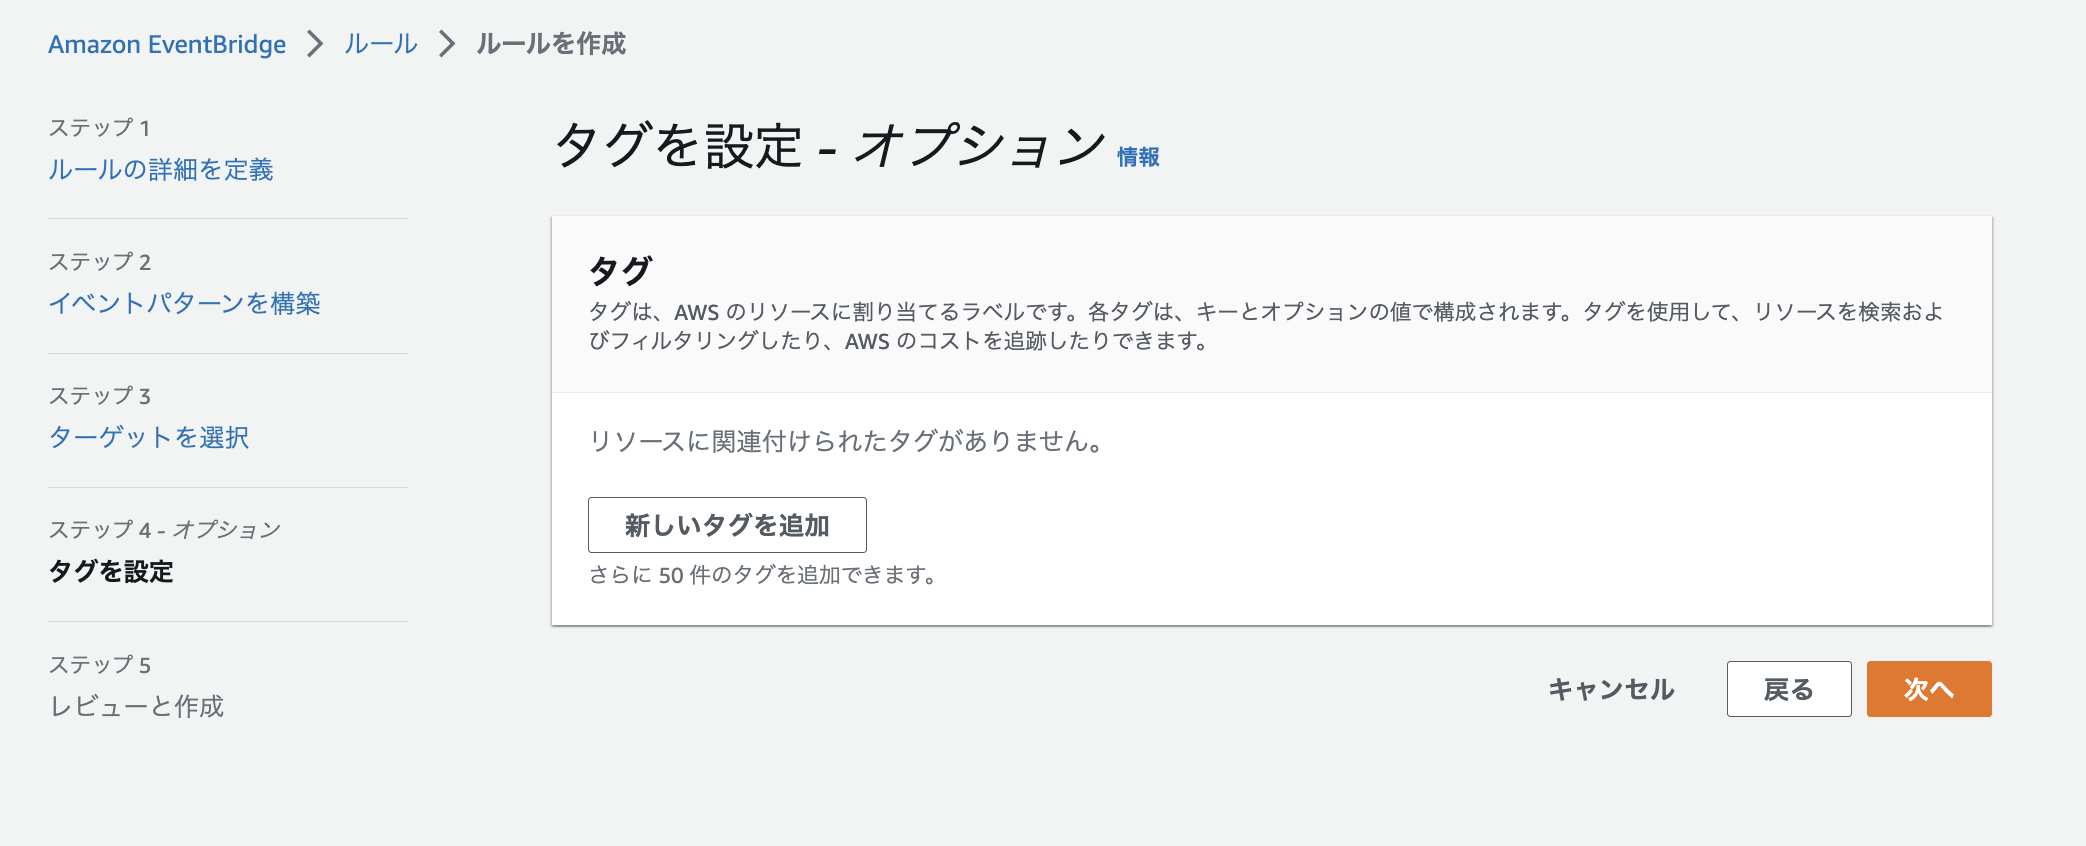 Amazon EventBridge > ルール > ルールを作成
ステップ 1
ルールの詳細を定義
ステップ 2
イベントパターンを構築
ステップ 3
ターゲットを選択
ステップ 4 - オプション
タグを設定
ステップ 5
レビューと作成
タグを設定 - オプション 情報
タグ
タグは、AWS のリソースに割り当てるラベルです。各タグは、キーとオプションの値で構成されます。タグを使用して、リソースを検索およ
びフィルタリングしたり、AWS のコストを追跡したりできます。
リソースに関連付けられたタグがありません。
新しいタグを追加
さらに 50 件のタグを追加できます。
キャンセル 戻る 次へ